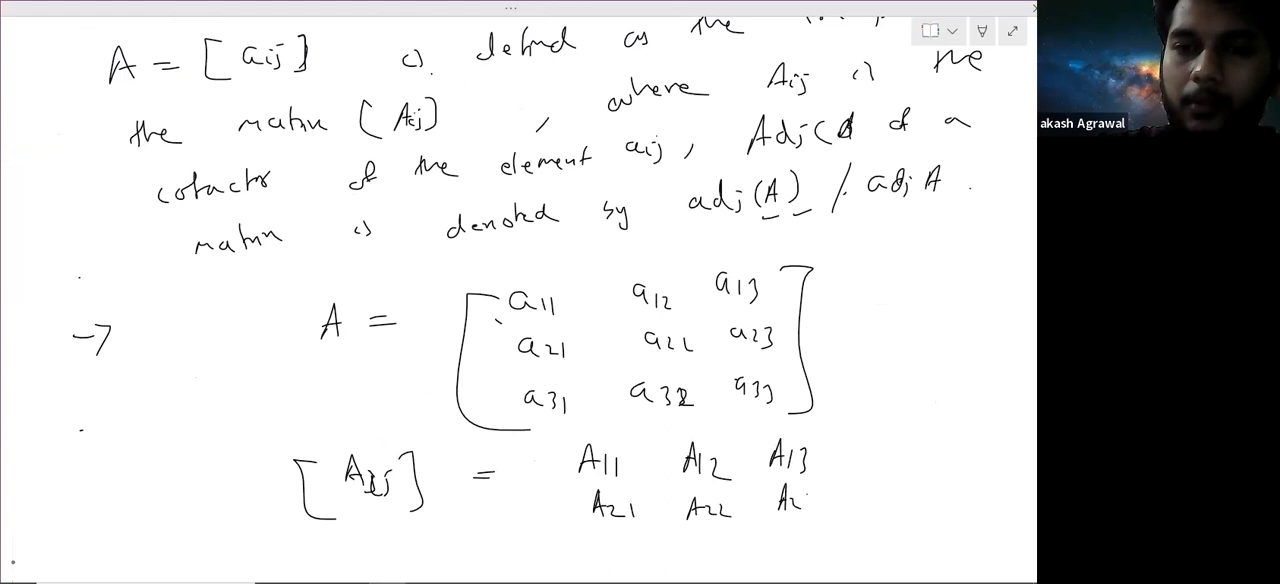 A = [aij] is defined as the
the matrix [Aij], where Aij is the
cofactor of the element aij, Adj of a
matrix is denoted by adj(A) / adj A.
→ A = [a11 a12 a13
a21 a22 a23
a31 a32 a33]
[Aij] = A11 A12 A13
A21 A22 A2
akash Agrawal